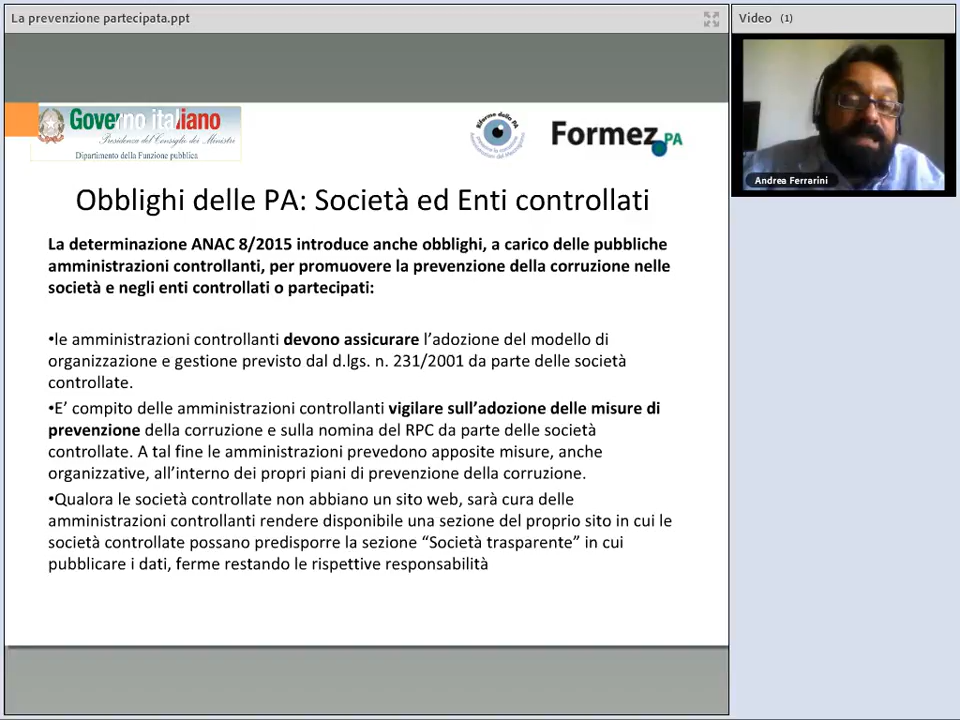 La prevenzione partecipata.ppt
Video (1)
Governo italiano
Presidenza del Consiglio dei Ministri
Dipartimento della Funzione pubblica
Riforme della PA
Formez PA
Andrea Ferrarini
Obblighi delle PA: Società ed Enti controllati
La determinazione ANAC 8/2015 introduce anche obblighi, a carico delle pubbliche
amministrazioni controllanti, per promuovere la prevenzione della corruzione nelle
società e negli enti controllati o partecipati:
•le amministrazioni controllanti devono assicurare l’adozione del modello di
organizzazione e gestione previsto dal d.lgs. n. 231/2001 da parte delle società
controllate.
•E’ compito delle amministrazioni controllanti vigilare sull’adozione delle misure di
prevenzione della corruzione e sulla nomina del RPC da parte delle società
controllate. A tal fine le amministrazioni prevedono apposite misure, anche
organizzative, all’interno dei propri piani di prevenzione della corruzione.
•Qualora le società controllate non abbiano un sito web, sarà cura delle
amministrazioni controllanti rendere disponibile una sezione del proprio sito in cui le
società controllate possano predisporre la sezione “Società trasparente” in cui
pubblicare i dati, ferme restando le rispettive responsabilità